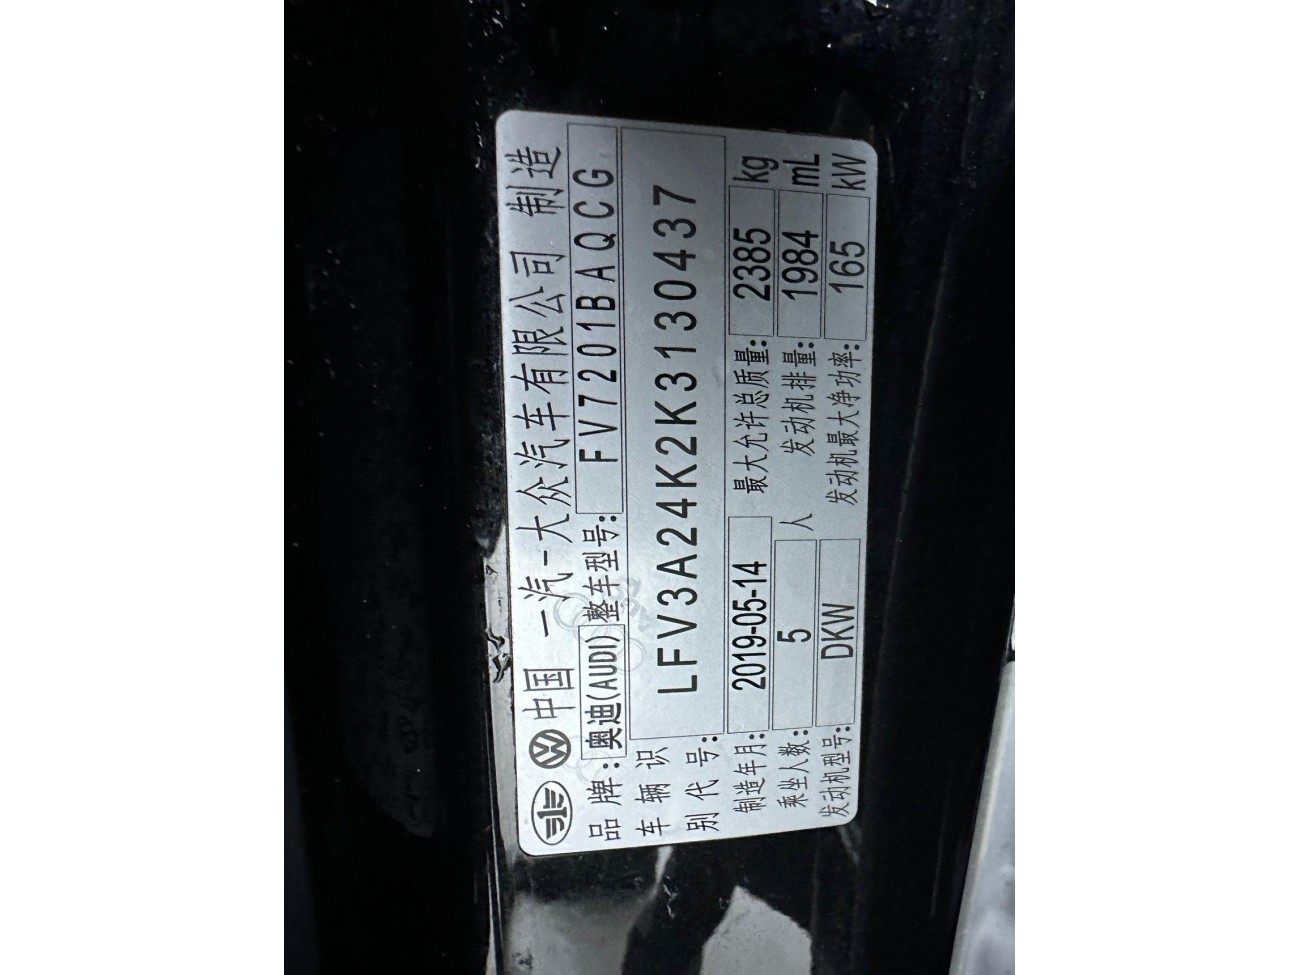 中国 一汽-大众汽车有限公司 制造
品牌: 奥迪(AUDI) 整车型号: FV7201BAQCG
车辆识别代号: LFV3A24K2K3130437
制造年月: 2019-05-14 最大允许总质量: 2385 kg
乘坐人数: 5 人 发动机排量: 1984 mL
发动机型号: DKW 发动机最大净功率: 165 kW